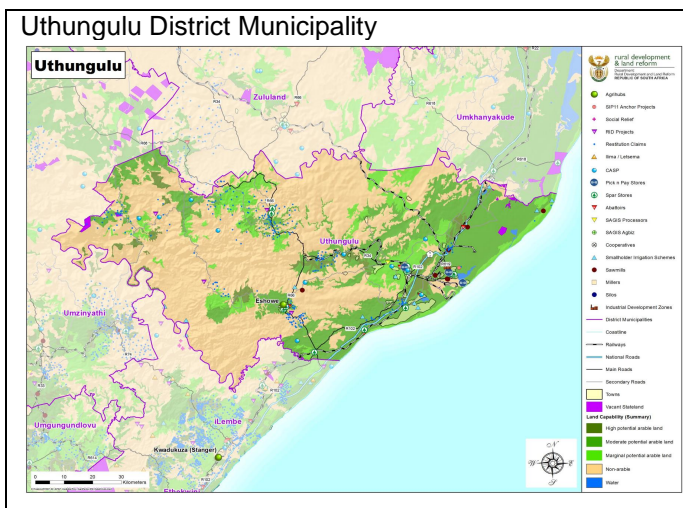 Uthungulu District Municipality
Uthungulu
Zululand
Umkhanyakude
Uthungulu
Eshowe
Umzinyathi
Umgungundlovu
iLembe
Kwadukuza (Stanger)
R102
0 10 20 30
Kilometers
rural development
& land reform
Department:
Rural Development and Land Reform
REPUBLIC OF SOUTH AFRICA
Agrihubs
SIP11 Anchor Projects
Social Relief
RID Projects
Restitution Claims
Ilima / Letsema
CASP
Pick n Pay Stores
Spar Stores
Abattoirs
SAGIS Processors
SAGIS Agbiz
Cooperatives
Smallholder Irrigation Schemes
Sawmills
Millers
Silos
Industrial Development Zones
District Municipalities
Coastline
Railways
National Roads
Main Roads
Secondary Roads
Towns
Vacant Stateland
Land Capability (Summary)
High potential arable land
Moderate potential arable land
Marginal potential arable land
Non-arable
Water